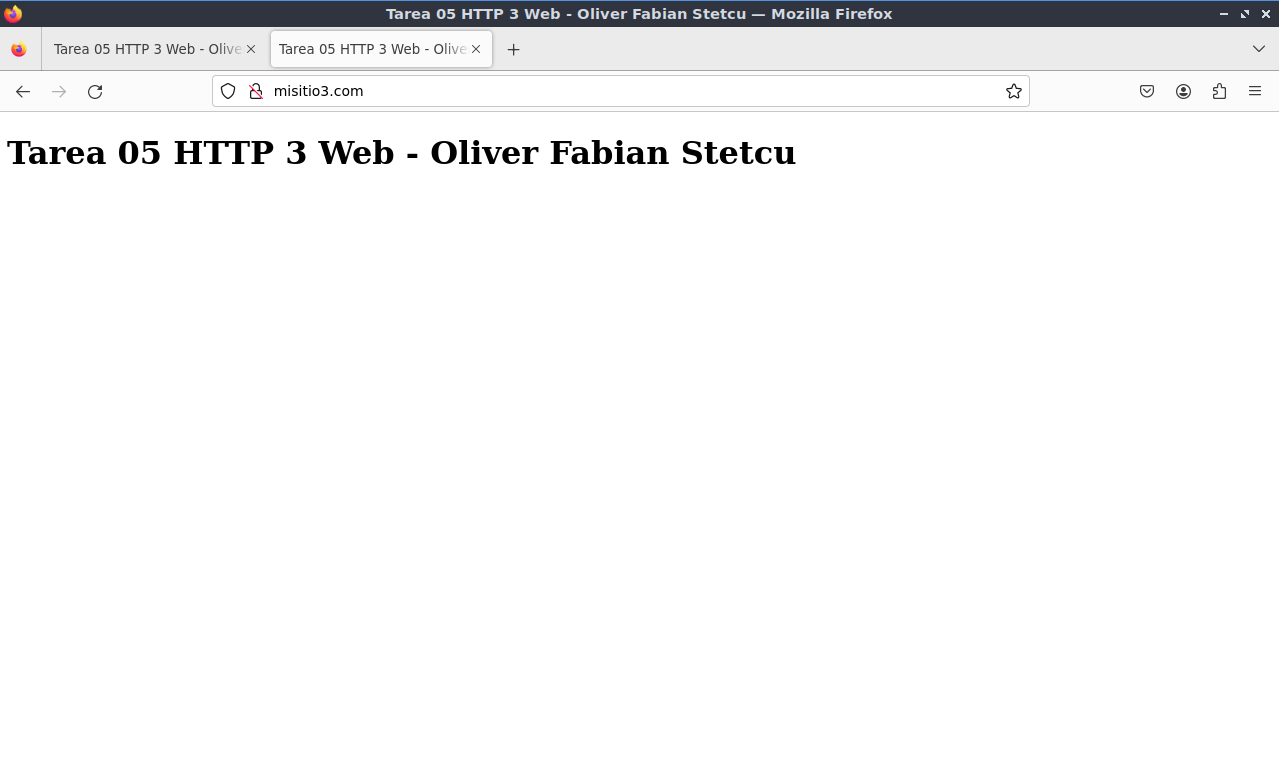 Tarea 05 HTTP 3 Web - Oliver Fabian Stetcu — Mozilla Firefox
Tarea 05 HTTP 3 Web - Olive
Tarea 05 HTTP 3 Web - Olive
misitio3.com
Tarea 05 HTTP 3 Web - Oliver Fabian Stetcu